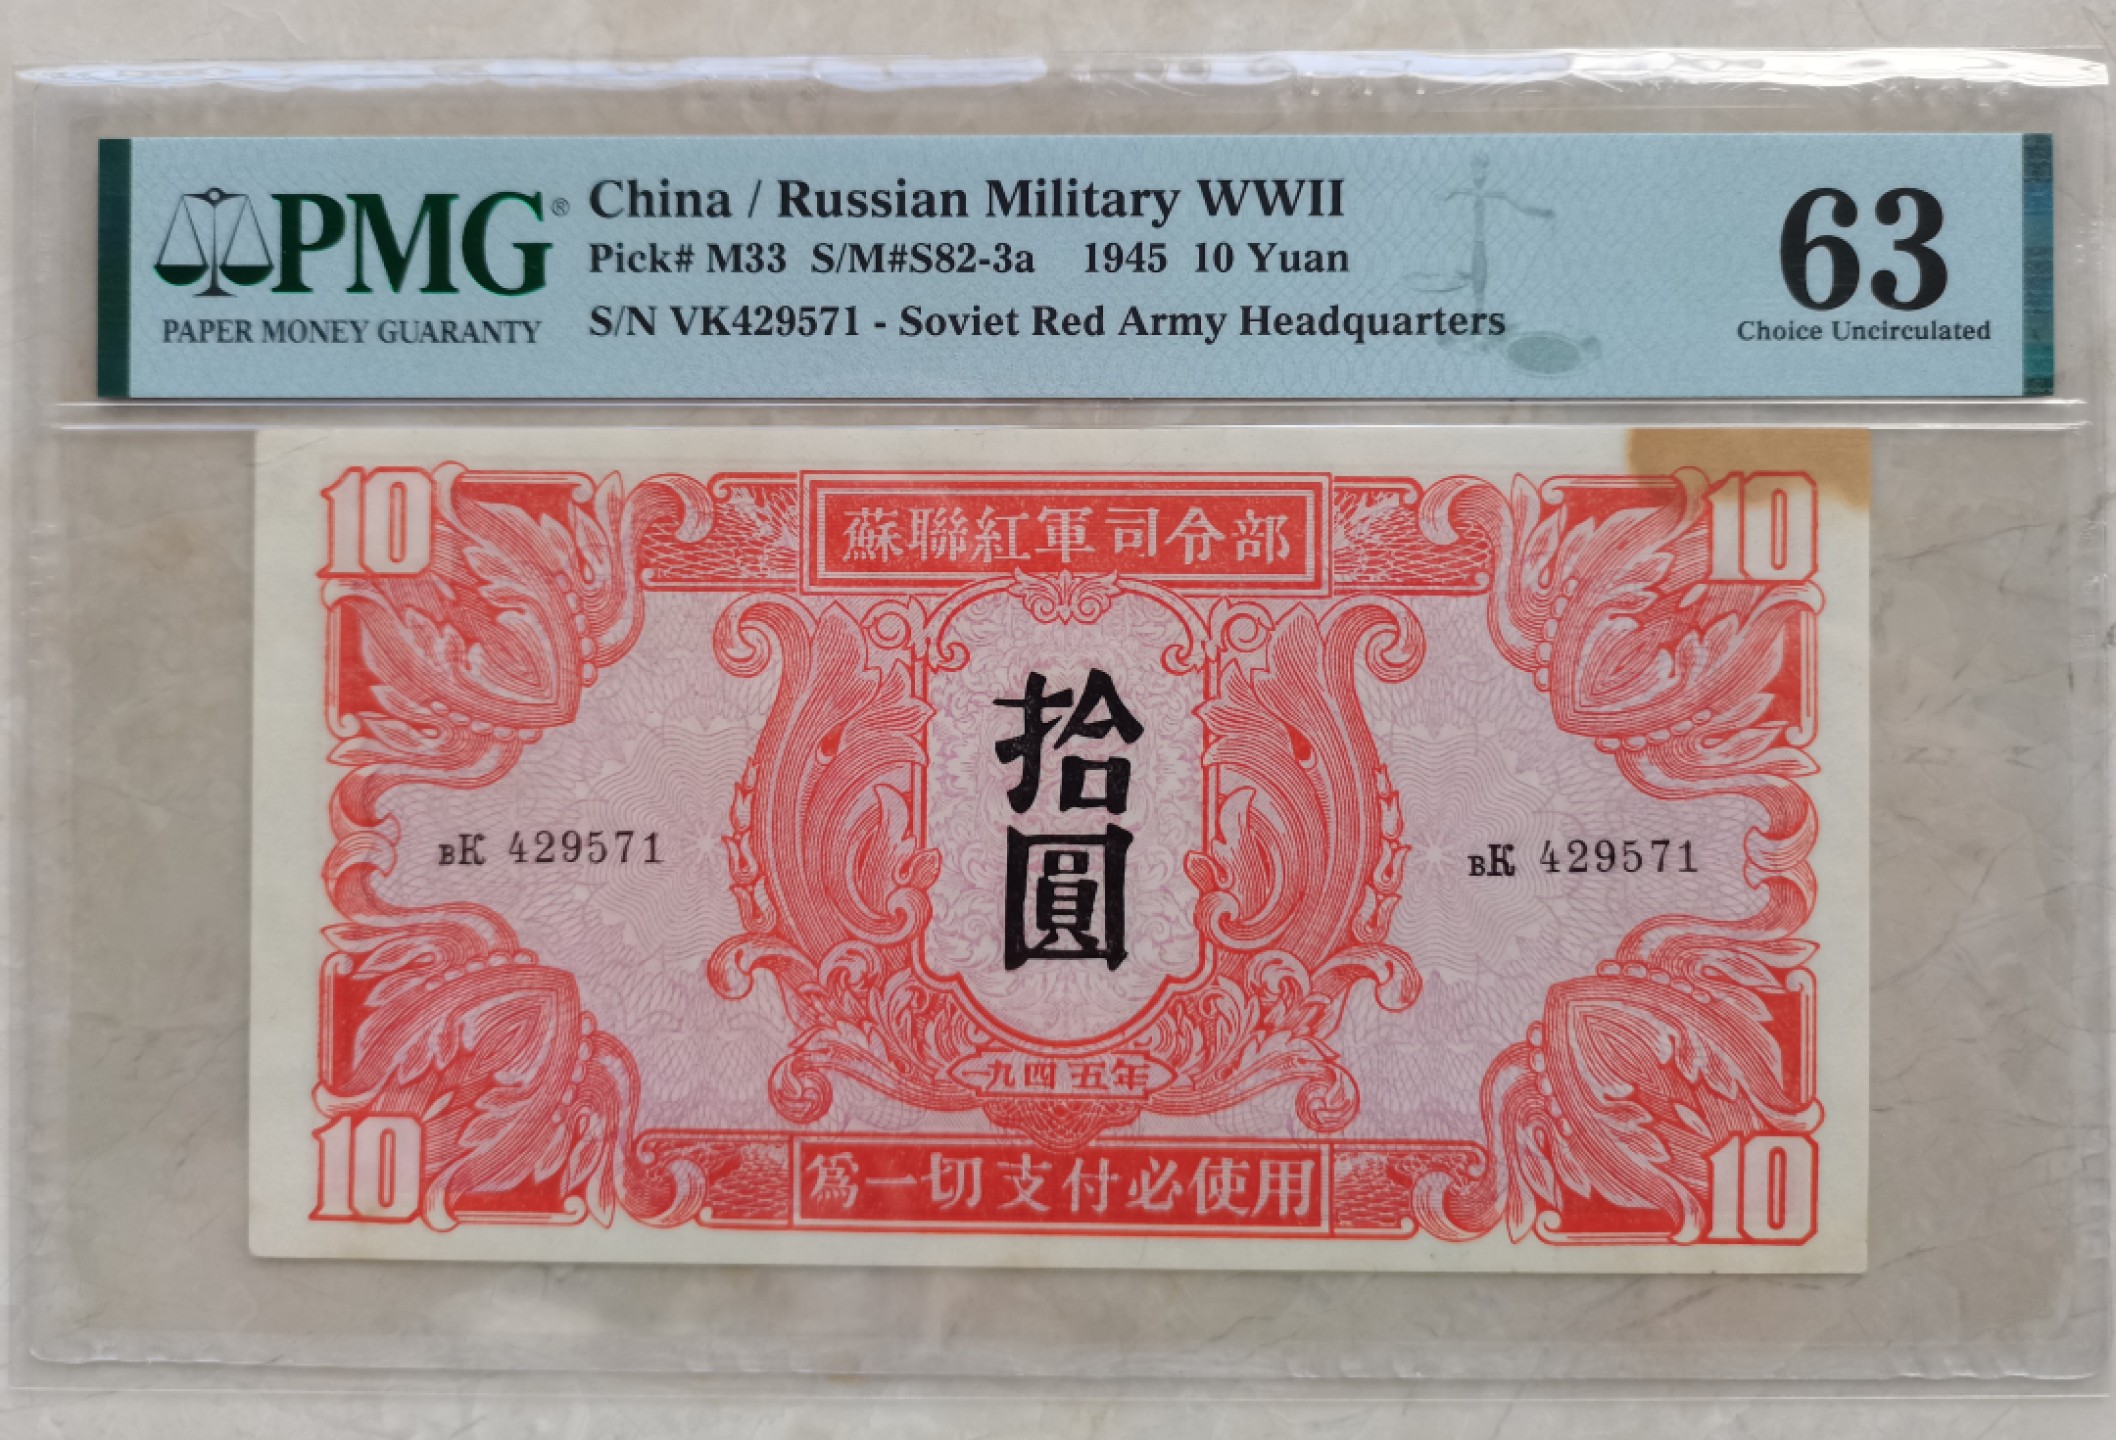 PMG®
PAPER MONEY GUARANTY
China / Russian Military WWII
Pick# M33 S/M#S82-3a 1945 10 Yuan
S/N VK429571 - Soviet Red Army Headquarters
63
Choice Uncirculated
10
蘇聯紅軍司令部
10
拾圓
вК 429571
вК 429571
一九四五年
10
爲一切支付必使用
10